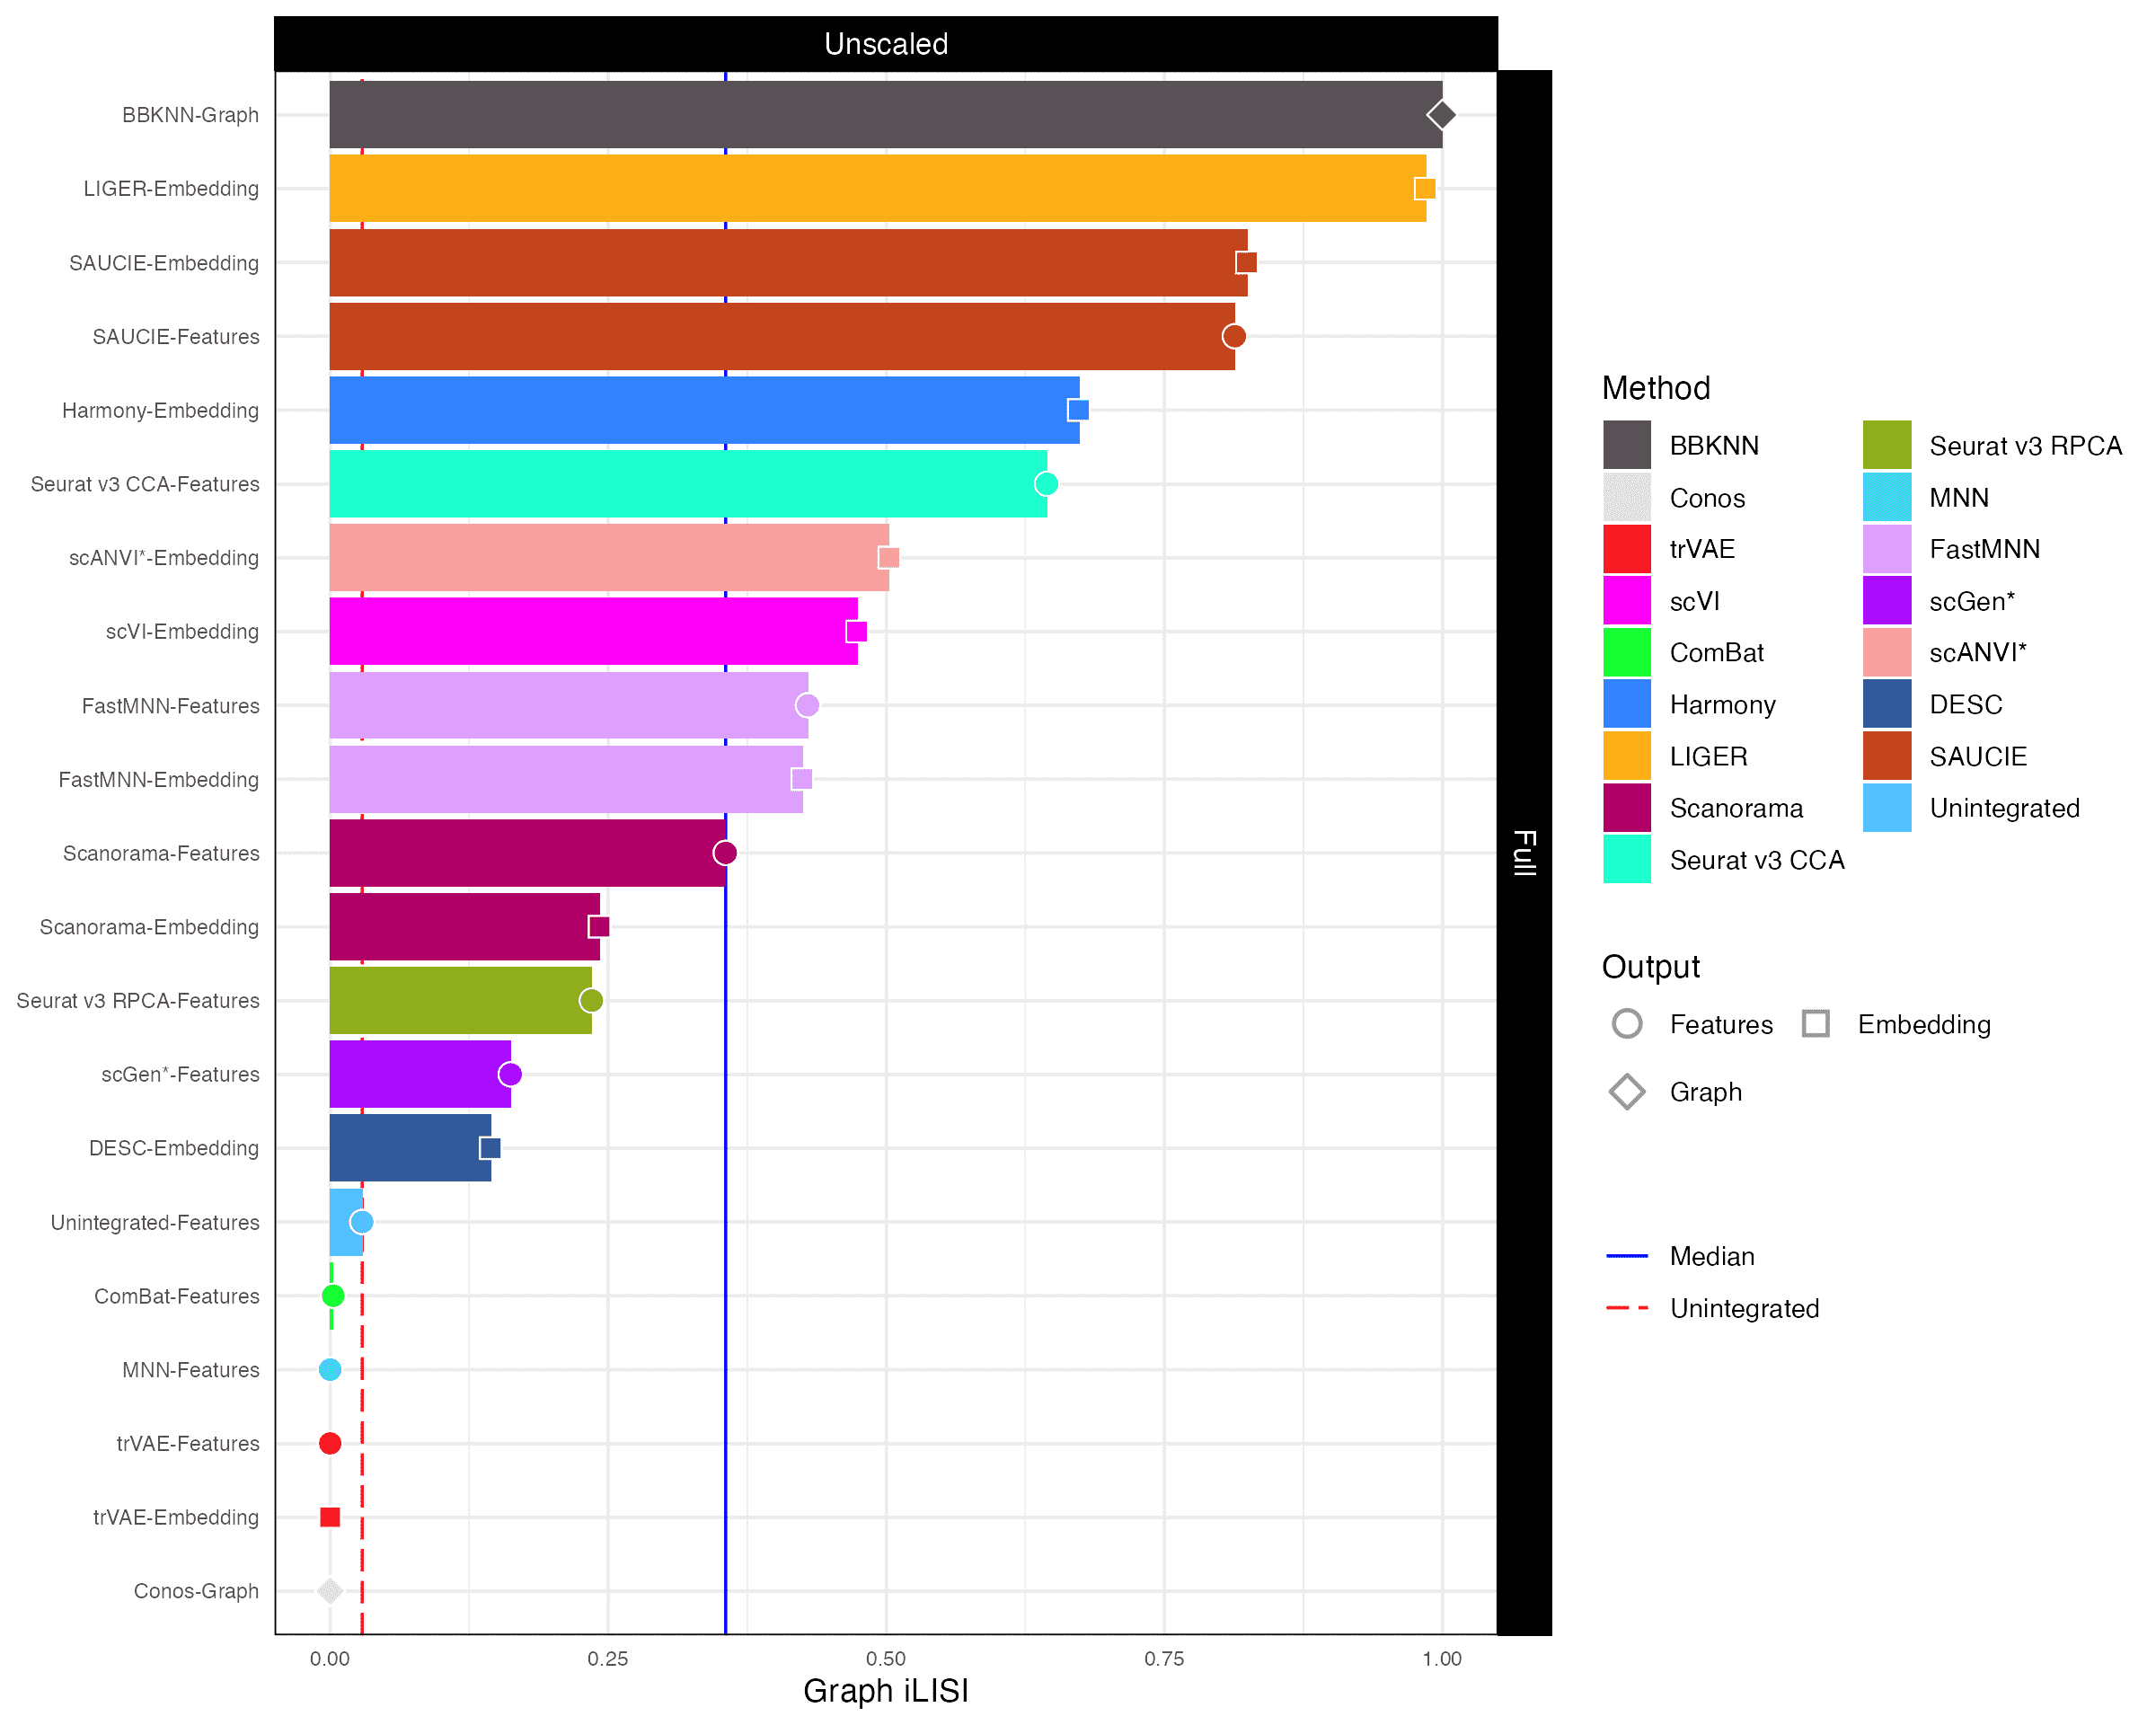 Unscaled
BBKNN-Graph
LIGER-Embedding
SAUCIE-Embedding
SAUCIE-Features
Harmony-Embedding
Seurat v3 CCA-Features
scANVI*-Embedding
scVI-Embedding
FastMNN-Features
FastMNN-Embedding
Scanorama-Features
Scanorama-Embedding
Seurat v3 RPCA-Features
scGen*-Features
DESC-Embedding
Unintegrated-Features
ComBat-Features
MNN-Features
trVAE-Features
trVAE-Embedding
Conos-Graph
0.00 0.25 0.50 0.75 1.00
Graph iLISI
Full
Method
BBKNN
Conos
trVAE
scVI
ComBat
Harmony
LIGER
Scanorama
Seurat v3 CCA
Seurat v3 RPCA
MNN
FastMNN
scGen*
scANVI*
DESC
SAUCIE
Unintegrated
Output
Features Embedding
Graph
Median
Unintegrated